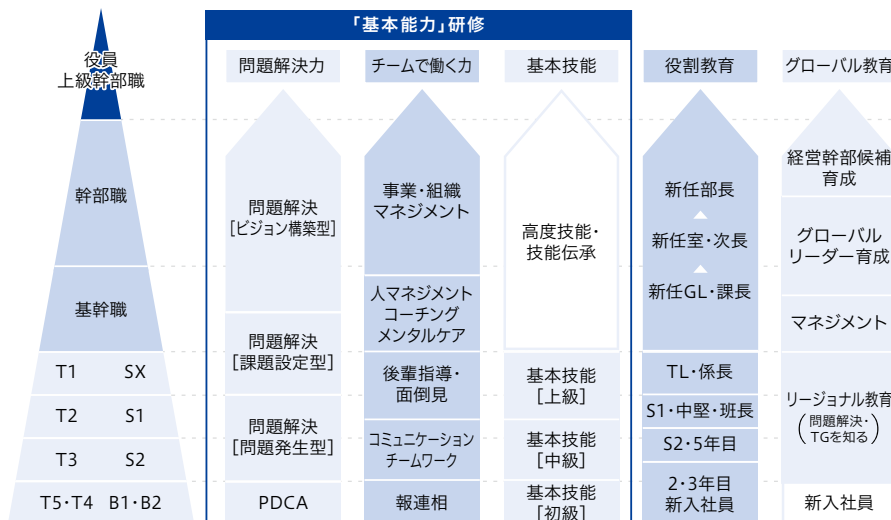 「基本能力」研修
役員
上級幹部職
幹部職
基幹職
T1 SX
T2 S1
T3 S2
T5・T4 B1・B2
問題解決力
問題解決
[ビジョン構築型]
問題解決
[課題設定型]
問題解決
[問題発生型]
PDCA
チームで働く力
事業・組織
マネジメント
人マネジメント
コーチング
メンタルケア
後輩指導・
面倒見
コミュニケーション
チームワーク
報連相
基本技能
高度技能・
技能伝承
基本技能
[上級]
基本技能
[中級]
基本技能
[初級]
役割教育
新任部長
新任室・次長
新任GL・課長
TL・係長
S1・中堅・班長
S2・5年目
2・3年目
新入社員
グローバル教育
経営幹部候補
育成
グローバル
リーダー育成
マネジメント
リージョナル教育
(問題解決・
TGを知る)
新入社員